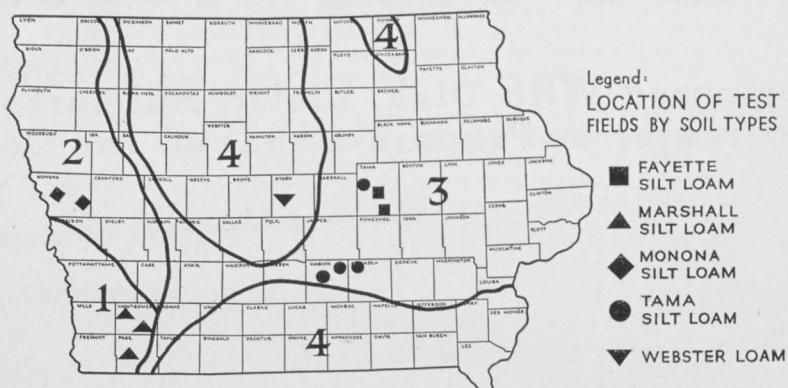 LYON OSCEOLA DICKINSON EMMET KOSSUTH WINNEBAGO WORTH MITCHELL HOWARD WINNESHIEK ALLAMAKEE
4
SIOUX O'BRIEN CLAY PALO ALTO HANCOCK CERRO GORDO FLOYD CHICKASAW
FAYETTE CLAYTON
PLYMOUTH CHEROKEE BUENA VISTA POCAHONTAS HUMBOLDT WRIGHT FRANKLIN BUTLER BREMER
WEBSTER
BLACK HAWK BUCHANAN DELAWARE DUBUQUE
WOODBURY IDA SAC CALHOUN HAMILTON HARDIN GRUNDY
2
4
TAMA BENTON LINN JONES JACKSON
MONONA CRAWFORD CARROLL GREENE BOONE STORY MARSHALL
3
CLINTON
CEDAR
HARRISON SHELBY AUDUBON GUTHRIE DALLAS POLK JASPER POWESHIEK IOWA JOHNSON
SCOTT
MUSCATINE
POTTAWATTAMIE CASS ADAIR MADISON WARREN MARION MAHASKA KEOKUK WASHINGTON
LOUISA
1
MILLS MONTGOMERY ADAMS UNION CLARKE LUCAS MONROE WAPELLO JEFFERSON HENRY
DES MOINES
FREMONT PAGE TAYLOR RINGGOLD DECATUR WAYNE APPANOOSE DAVIS VAN BUREN
4
LEE
Legend:
LOCATION OF TEST
FIELDS BY SOIL TYPES
FAYETTE
SILT LOAM
MARSHALL
SILT LOAM
MONONA
SILT LOAM
TAMA
SILT LOAM
WEBSTER LOAM